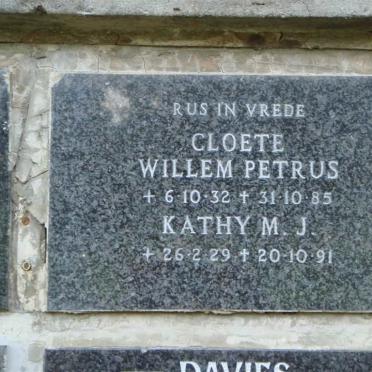 RUS IN VREDE
CLOETE
WILLEM PETRUS
+ 6·10·32 ✝ 31·10·85
KATHY M. J.
+ 26·2·29 ✝ 20·10·91
DAVIES